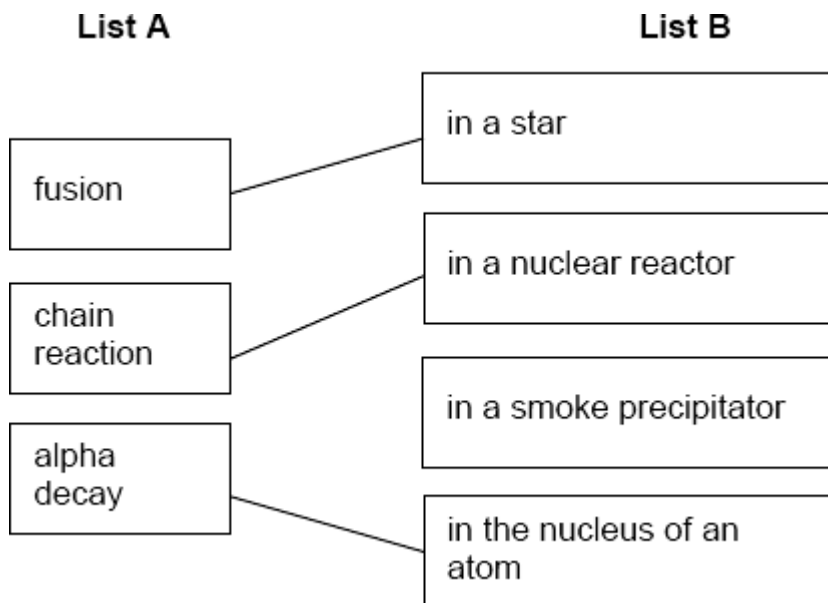 List A
List B
fusion
chain
reaction
alpha
decay
in a star
in a nuclear reactor
in a smoke precipitator
in the nucleus of an
atom